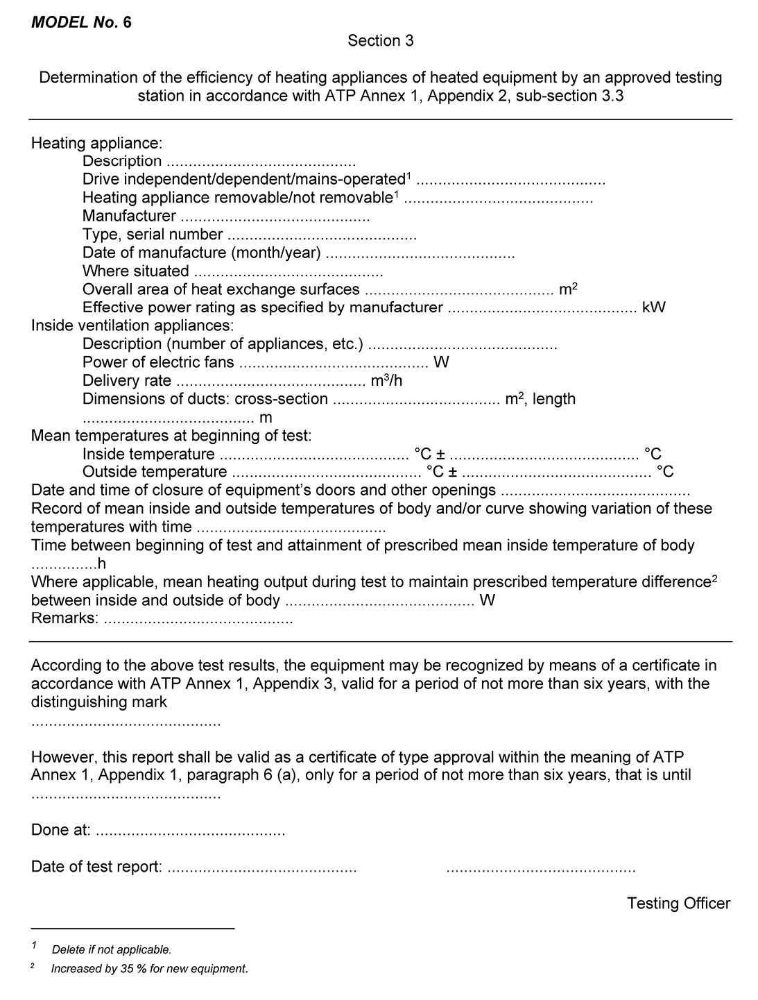 MODEL No. 6
Section 3
Determination of the efficiency of heating appliances of heated equipment by an approved testing
station in accordance with ATP Annex 1, Appendix 2, sub-section 3.3
Heating appliance:
Description ...........................................
Drive independent/dependent/mains-operated¹ ...........................................
Heating appliance removable/not removable¹ ...........................................
Manufacturer ...........................................
Type, serial number ...........................................
Date of manufacture (month/year) ...........................................
Where situated ...........................................
Overall area of heat exchange surfaces ........................................... m²
Effective power rating as specified by manufacturer ........................................... kW
Inside ventilation appliances:
Description (number of appliances, etc.) ...........................................
Power of electric fans ........................................... W
Delivery rate ........................................... m³/h
Dimensions of ducts: cross-section ...................................... m², length
....................................... m
Mean temperatures at beginning of test:
Inside temperature ........................................... °C ± ........................................... °C
Outside temperature ........................................... °C ± ........................................... °C
Date and time of closure of equipment’s doors and other openings ...........................................
Record of mean inside and outside temperatures of body and/or curve showing variation of these
temperatures with time ...........................................
Time between beginning of test and attainment of prescribed mean inside temperature of body
...............h
Where applicable, mean heating output during test to maintain prescribed temperature difference²
between inside and outside of body ........................................... W
Remarks: ...........................................
According to the above test results, the equipment may be recognized by means of a certificate in
accordance with ATP Annex 1, Appendix 3, valid for a period of not more than six years, with the
distinguishing mark
...........................................
However, this report shall be valid as a certificate of type approval within the meaning of ATP
Annex 1, Appendix 1, paragraph 6 (a), only for a period of not more than six years, that is until
...........................................
Done at: ...........................................
Date of test report: ........................................... ...........................................
Testing Officer
1 Delete if not applicable.
2 Increased by 35 % for new equipment.